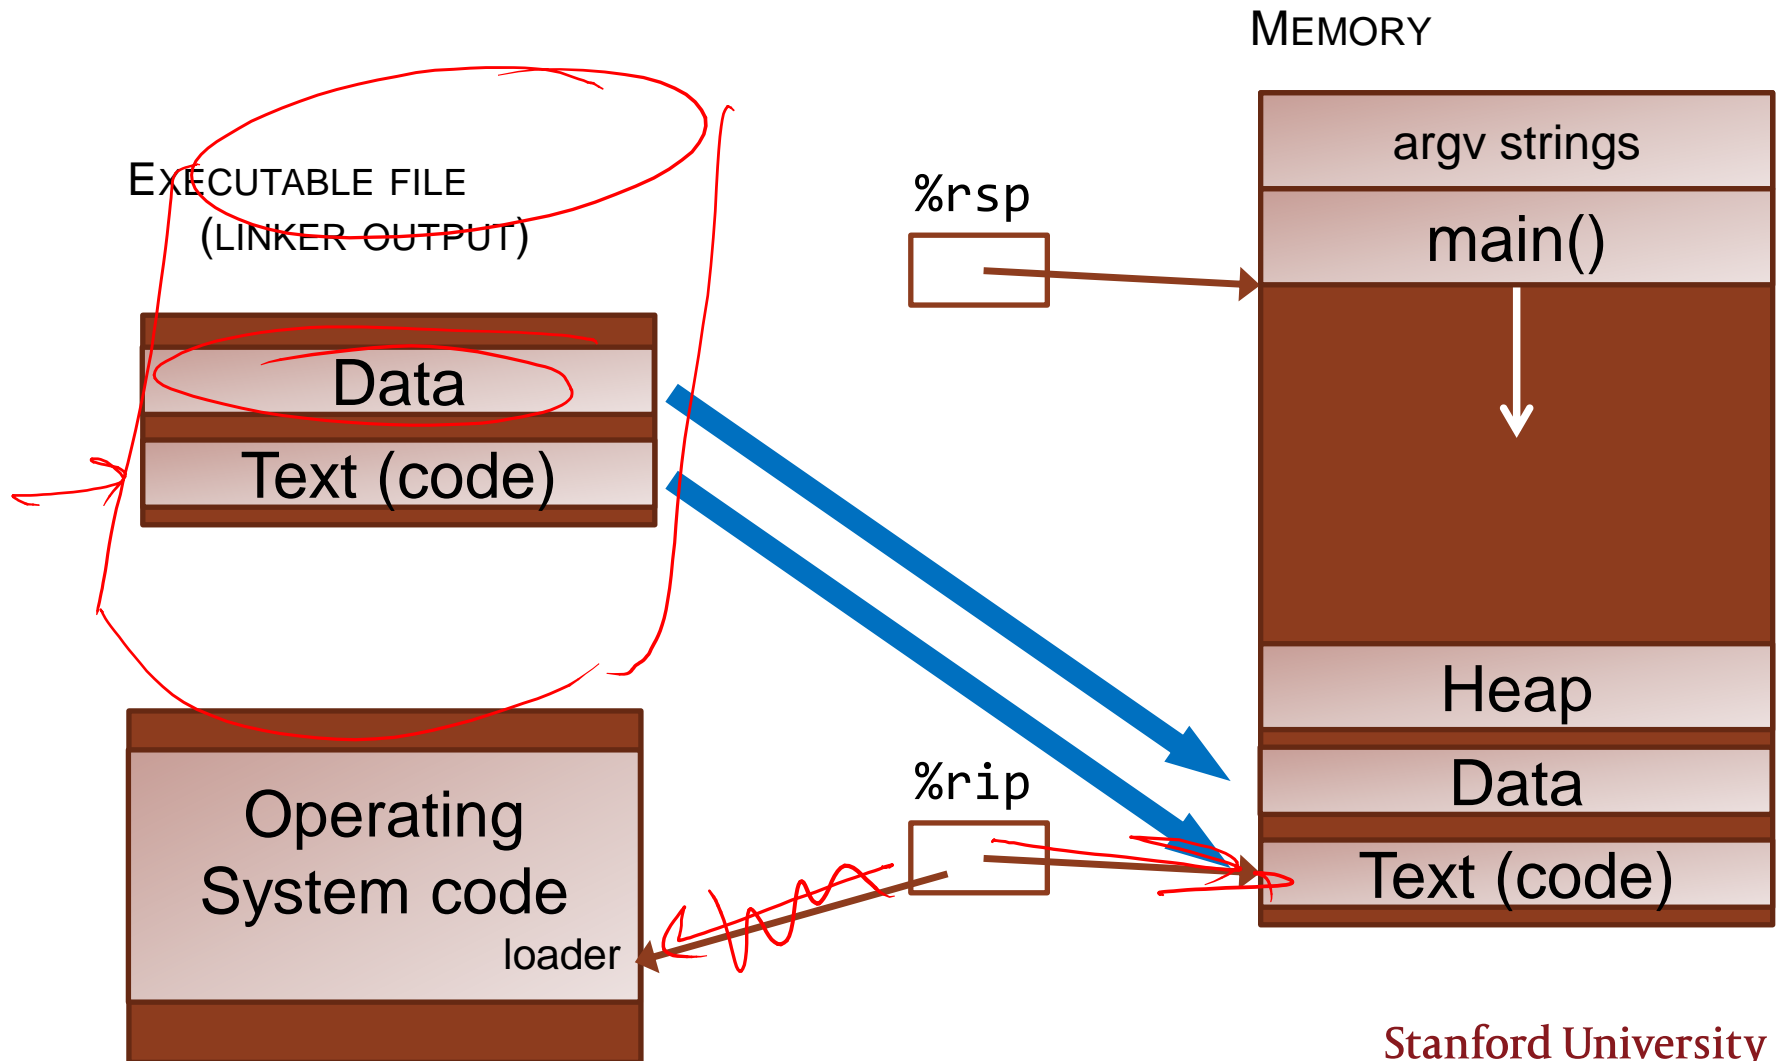 MEMORY
EXECUTABLE FILE
(LINKER OUTPUT)
Data
Text (code)
Operating
System code
loader
%rsp
%rip
argv strings
main()
Heap
Data
Text (code)
Stanford University